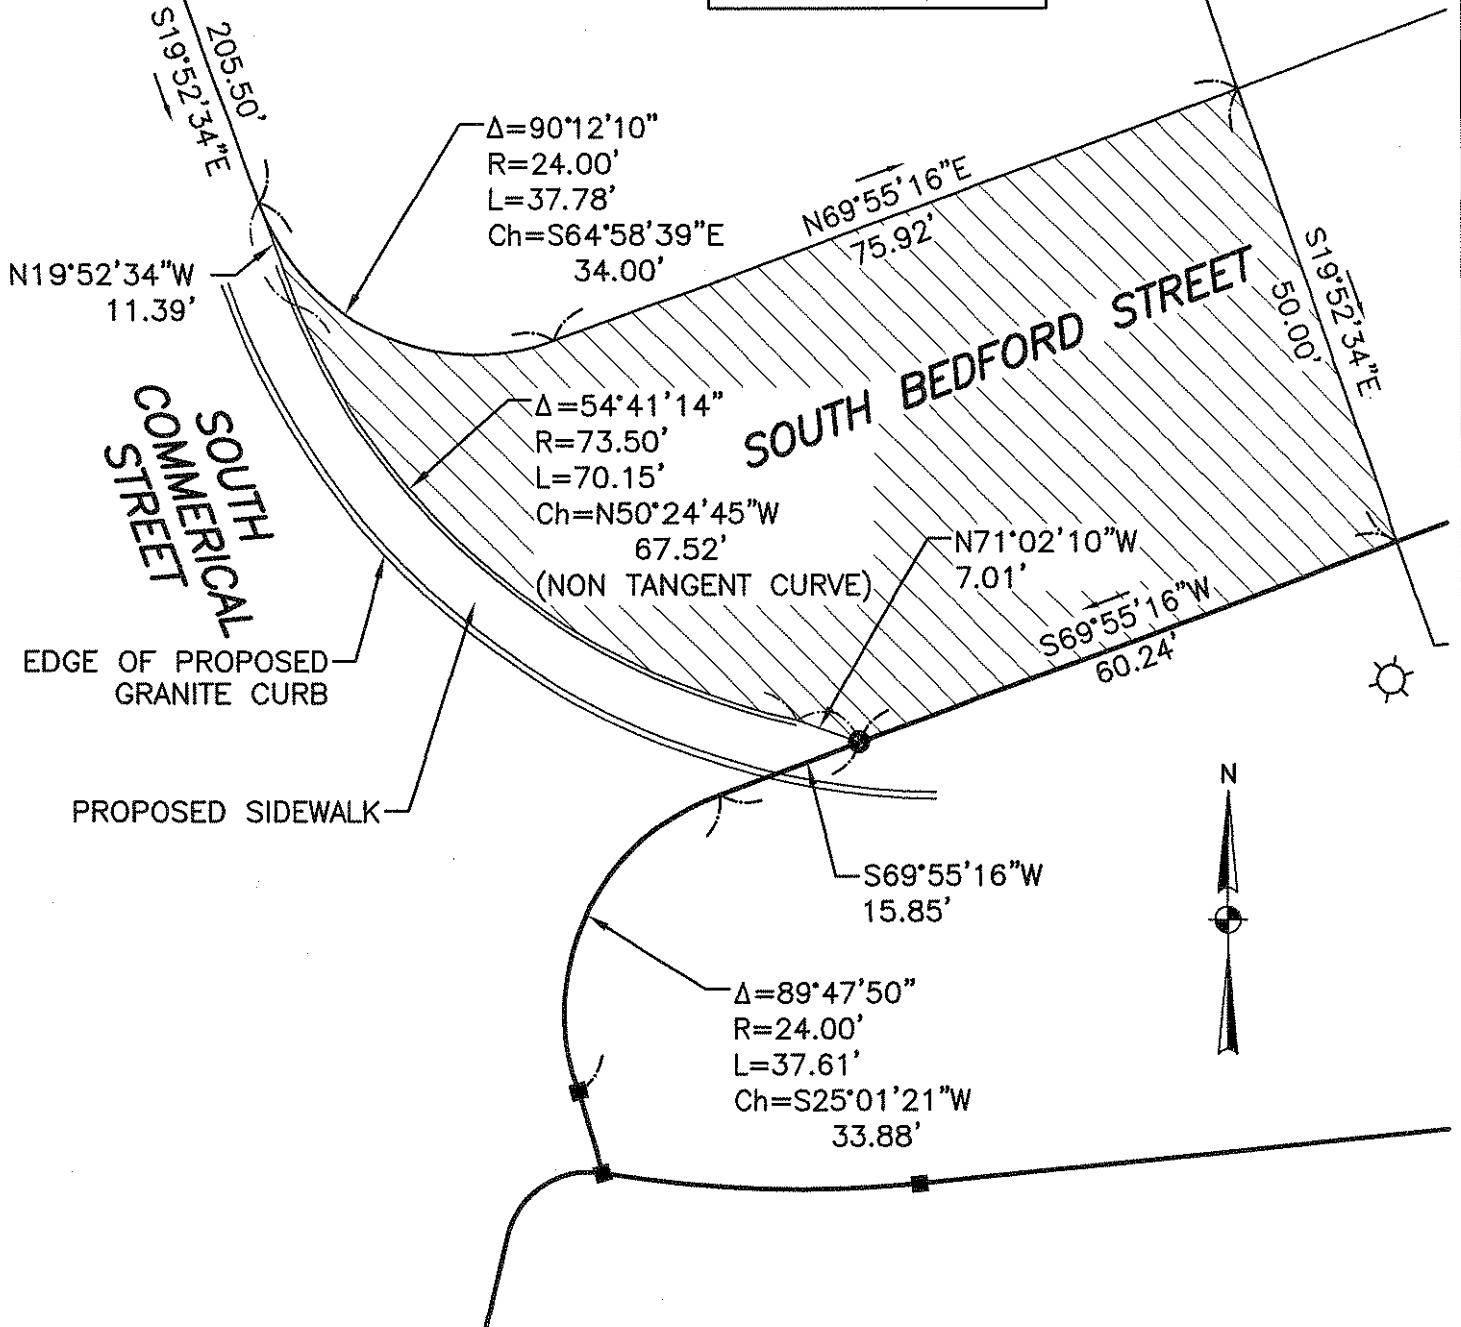 S19°52'34"E
205.50'
Δ=90°12'10"
R=24.00'
L=37.78'
Ch=S64°58'39"E
34.00'
N69°55'16"E
75.92'
S19°52'34"E
50.00'
N19°52'34"W
11.39'
SOUTH BEDFORD STREET
SOUTH
COMMERICAL
STREET
Δ=54°41'14"
R=73.50'
L=70.15'
Ch=N50°24'45"W
67.52'
(NON TANGENT CURVE)
N71°02'10"W
7.01'
S69°55'16"W
60.24'
EDGE OF PROPOSED
GRANITE CURB
PROPOSED SIDEWALK
N
S69°55'16"W
15.85'
Δ=89°47'50"
R=24.00'
L=37.61'
Ch=S25°01'21"W
33.88'